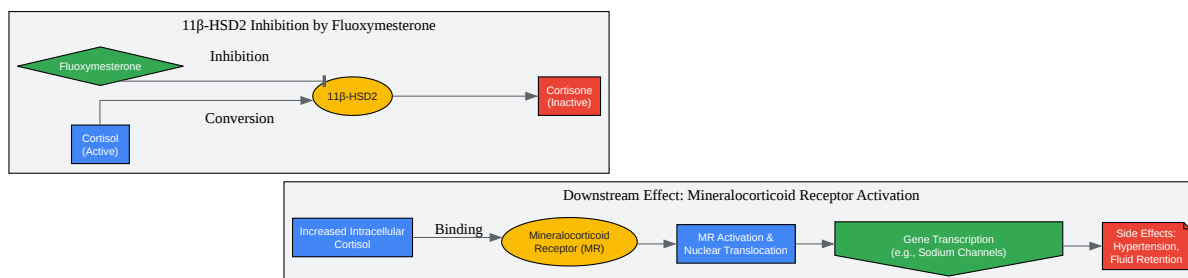 11β-HSD2 Inhibition by Fluoxymesterone
Inhibition
Fluoxymesterone
11β-HSD2
Cortisone
(Inactive)
Conversion
Cortisol
(Active)
Downstream Effect: Mineralocorticoid Receptor Activation
Increased Intracellular
Cortisol
Binding
Mineralocorticoid
Receptor (MR)
MR Activation &
Nuclear Translocation
Gene Transcription
(e.g., Sodium Channels)
Side Effects:
Hypertension,
Fluid Retention